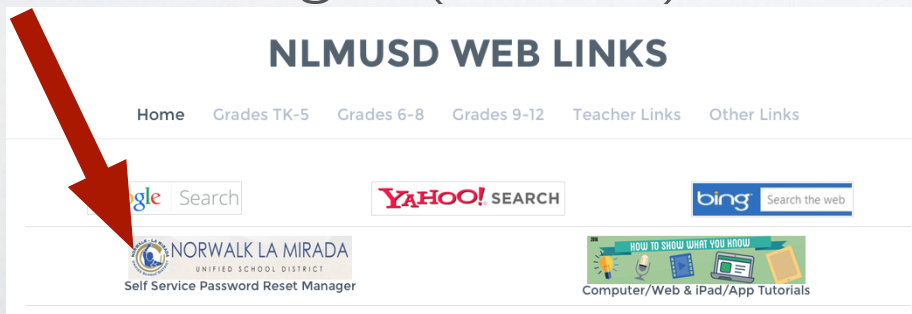 NLMUSD WEB LINKS
Home Grades TK-5 Grades 6-8 Grades 9-12 Teacher Links Other Links
gle Search YAHOO! SEARCH bing Search the web
NORWALK LA MIRADA
UNIFIED SCHOOL DISTRICT
Self Service Password Reset Manager
HOW TO SHOW WHAT YOU KNOW
Computer/Web & iPad/App Tutorials